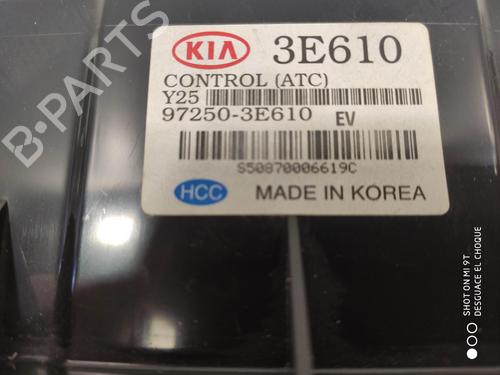 KIA 3E610
CONTROL (ATC)
Y25
97250-3E610 EV
S50870006619C
HCC MADE IN KOREA
B-PARTS
SHOT ON MI 9T
DESGUACE EL CHOQUE